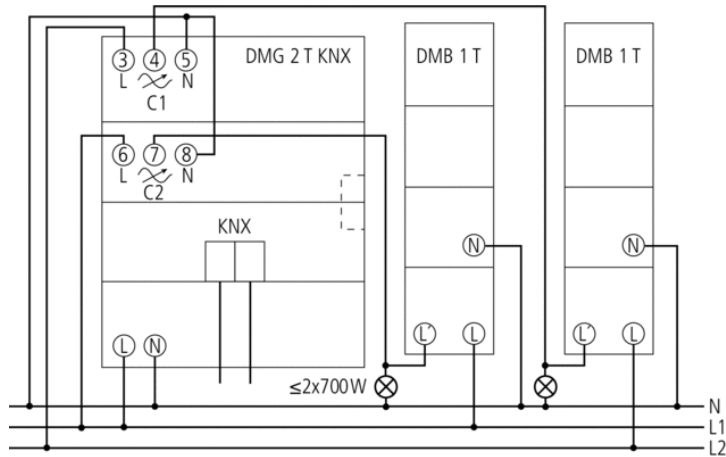 3 4 5 DMG 2 T KNX DMB 1 T DMB 1 T
L N
C1
6 7 8
L N
C2
KNX
N N
L N L´ L L´ L
≤2x700W
N
L1
L2